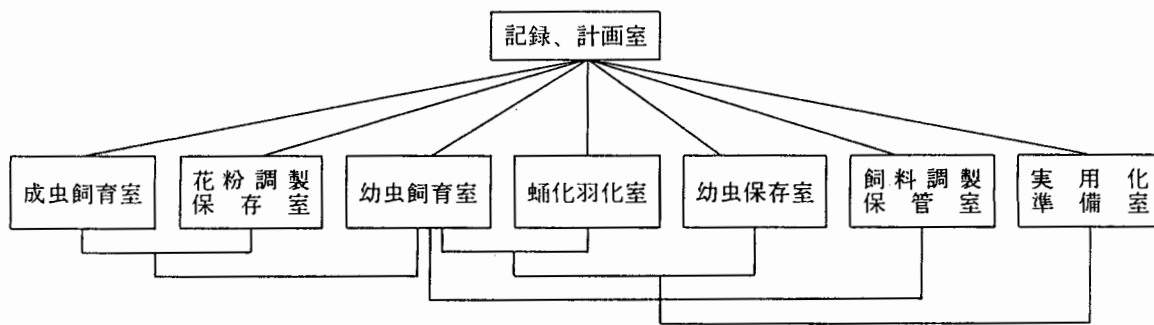 記録、計画室
成虫飼育室
花粉調製
保存室
幼虫飼育室
蛹化羽化室
幼虫保存室
飼料調製
保管室
実用化
準備室